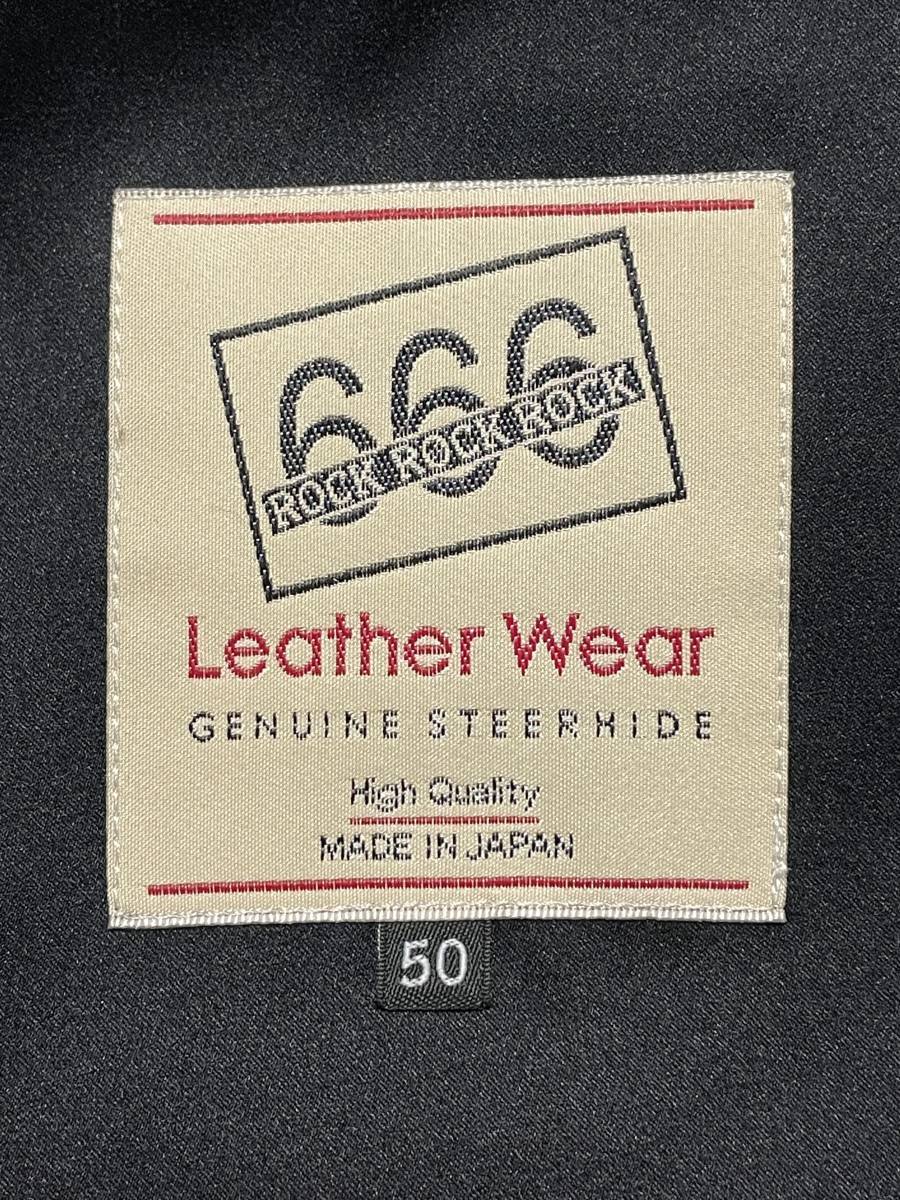 666
ROCK ROCK ROCK
Leather Wear
GENUINE STEERHIDE
High Quality
MADE IN JAPAN
50